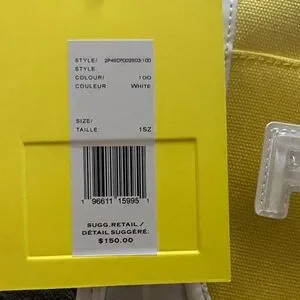 STYLE/ 2P4SCR002S03-100
STYLE
COLOUR/ 100
COULEUR WHITE
SIZE/
TAILLE: 1SZ
1 96611 15995 1
SUGG.RETAIL /
DÉTAIL SUGGÉRÉ:
$150.00